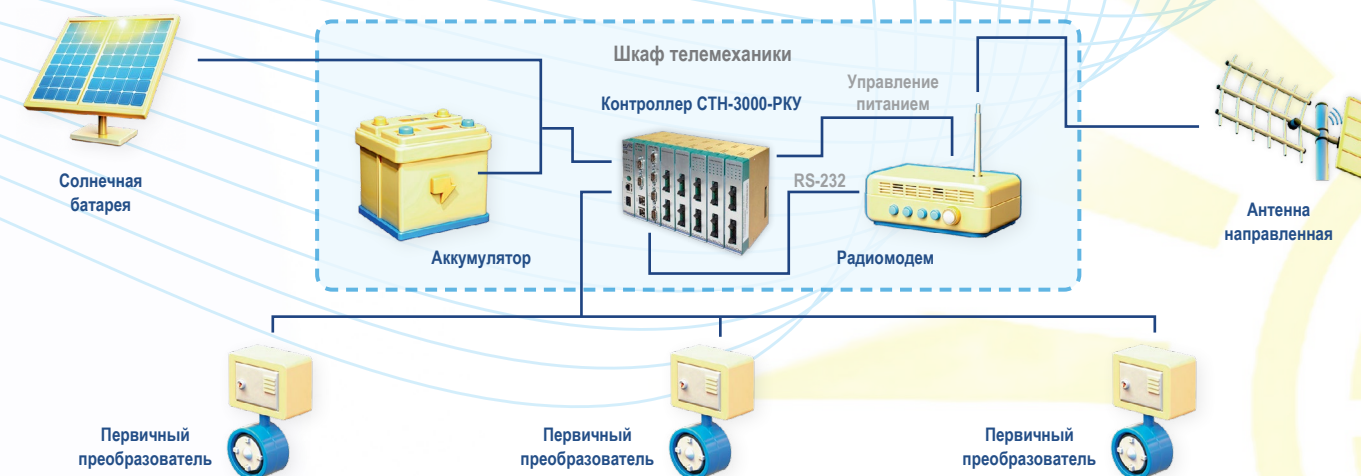 Шкаф телемеханики
Управление
питанием
Контроллер СТН-3000-РКУ
Солнечная
батарея
RS-232
Антенна
направленная
Аккумулятор
Радиомодем
Первичный
преобразователь
Первичный
преобразователь
Первичный
преобразователь